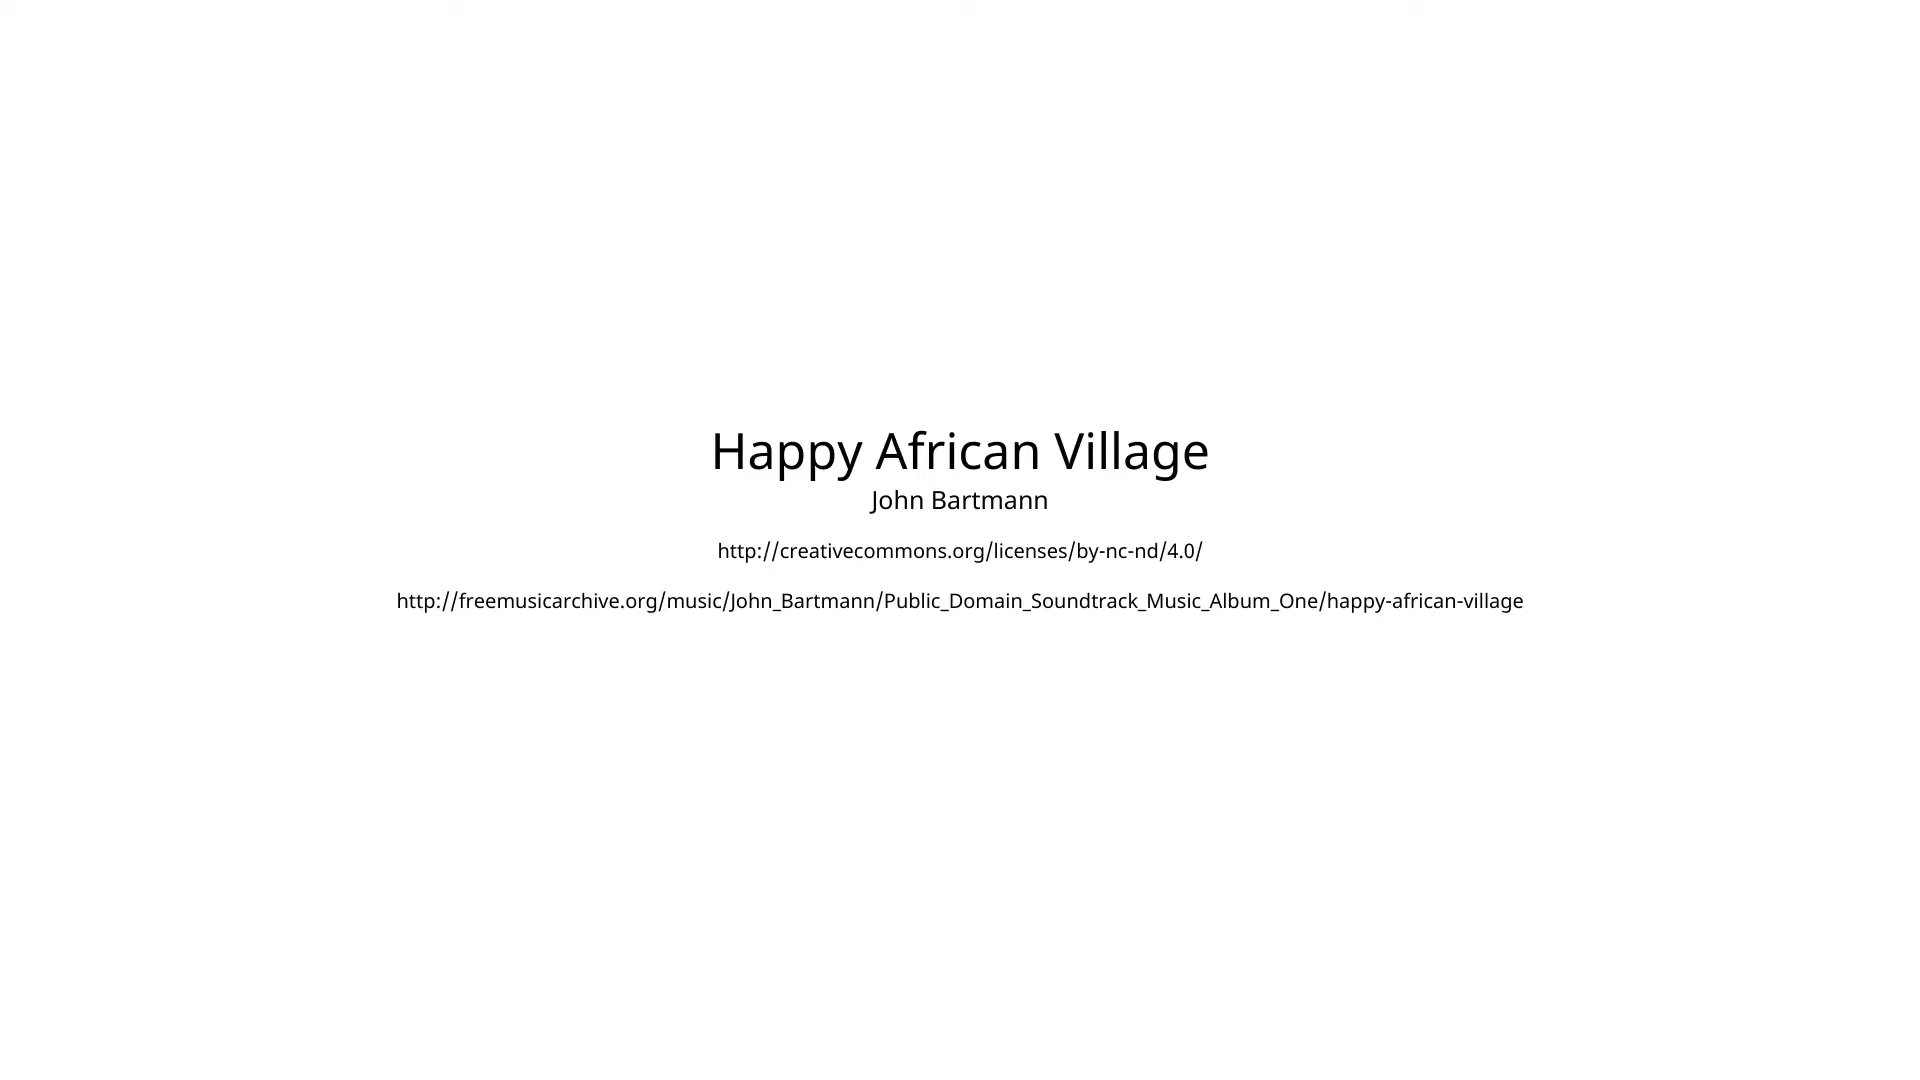 Happy African Village
John Bartmann
http://creativecommons.org/licenses/by-nc-nd/4.0/
http://freemusicarchive.org/music/John_Bartmann/Public_Domain_Soundtrack_Music_Album_One/happy-african-village